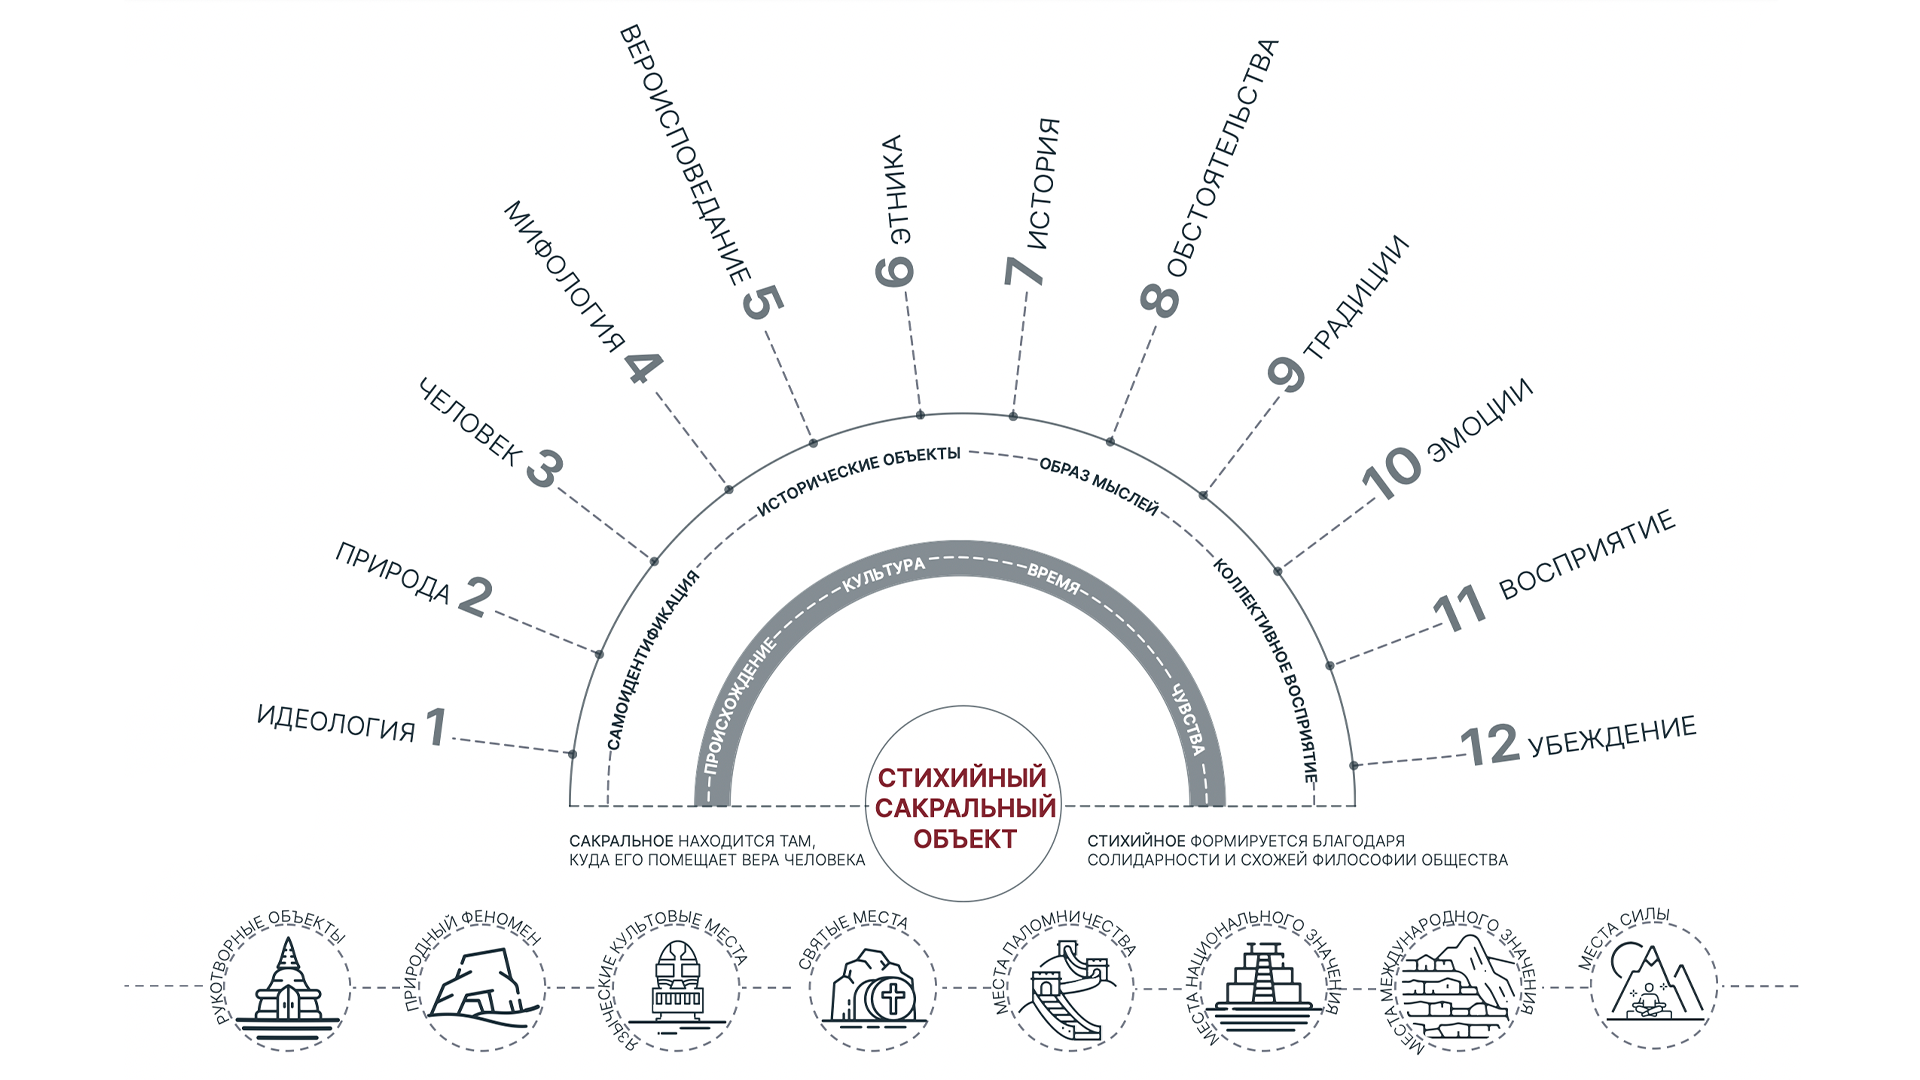 ИДЕОЛОГИЯ 1
ПРИРОДА 2
ЧЕЛОВЕК 3
МИФОЛОГИЯ 4
ВЕРОИСПОВЕДАНИЕ 5
6 ЭТНИКА
7 ИСТОРИЯ
8 ОБСТОЯТЕЛЬСТВА
9 ТРАДИЦИИ
10 ЭМОЦИИ
11 ВОСПРИЯТИЕ
12 УБЕЖДЕНИЕ
САМОИДЕНТИФИКАЦИЯ
ИСТОРИЧЕСКИЕ ОБЪЕКТЫ
ОБРАЗ МЫСЛЕЙ
КОЛЛЕКТИВНОЕ ВОСПРИЯТИЕ
ПРОИСХОЖДЕНИЕ
КУЛЬТУРА
ВРЕМЯ
ЧУВСТВА
СТИХИЙНЫЙ
САКРАЛЬНЫЙ
ОБЪЕКТ
САКРАЛЬНОЕ НАХОДИТСЯ ТАМ,
КУДА ЕГО ПОМЕЩАЕТ ВЕРА ЧЕЛОВЕКА
СТИХИЙНОЕ ФОРМИРУЕТСЯ БЛАГОДАРЯ
СОЛИДАРНОСТИ И СХОЖЕЙ ФИЛОСОФИИ ОБЩЕСТВА
РУКОТВОРНЫЕ ОБЪЕКТЫ
ПРИРОДНЫЙ ФЕНОМЕН
ЯЗЫЧЕСКИЕ КУЛЬТОВЫЕ МЕСТА
СВЯТЫЕ МЕСТА
МЕСТА ПАЛОМНИЧЕСТВА
МЕСТА НАЦИОНАЛЬНОГО ЗНАЧЕНИЯ
МЕСТА МЕЖДУНАРОДНОГО ЗНАЧЕНИЯ
МЕСТА СИЛЫ